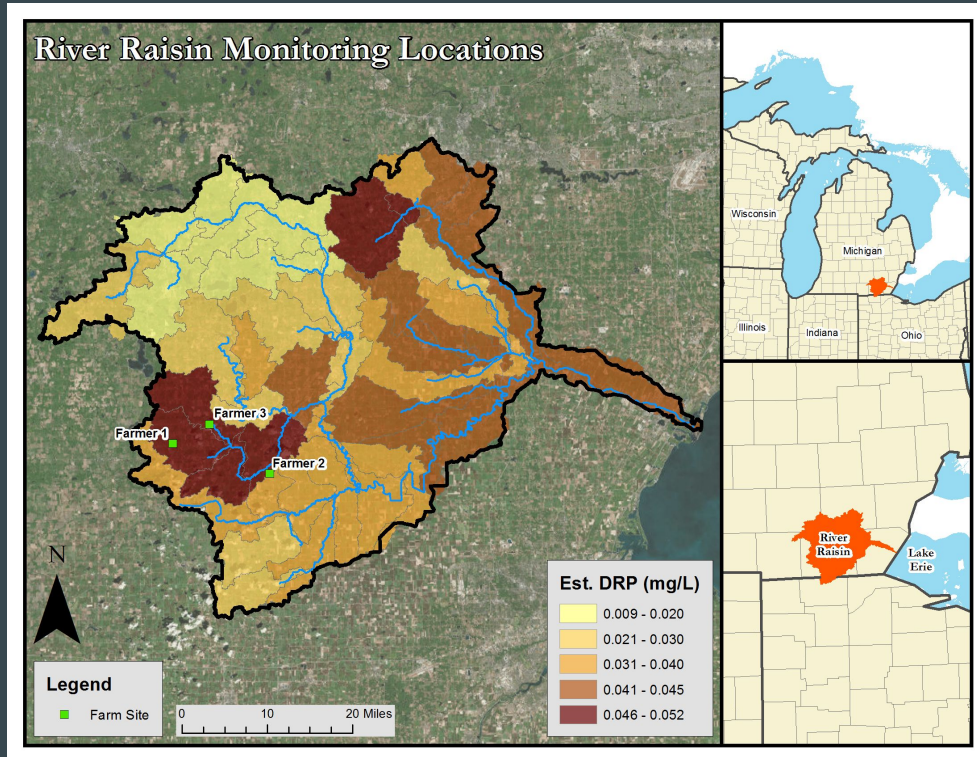 River Raisin Monitoring Locations
Farmer 3
Farmer 1
Farmer 2
N
Legend
Farm Site
0 10 20 Miles
Est. DRP (mg/L)
0.009 - 0.020
0.021 - 0.030
0.031 - 0.040
0.041 - 0.045
0.046 - 0.052
Wisconsin
Michigan
Illinois
Indiana
Ohio
River
Raisin
Lake
Erie